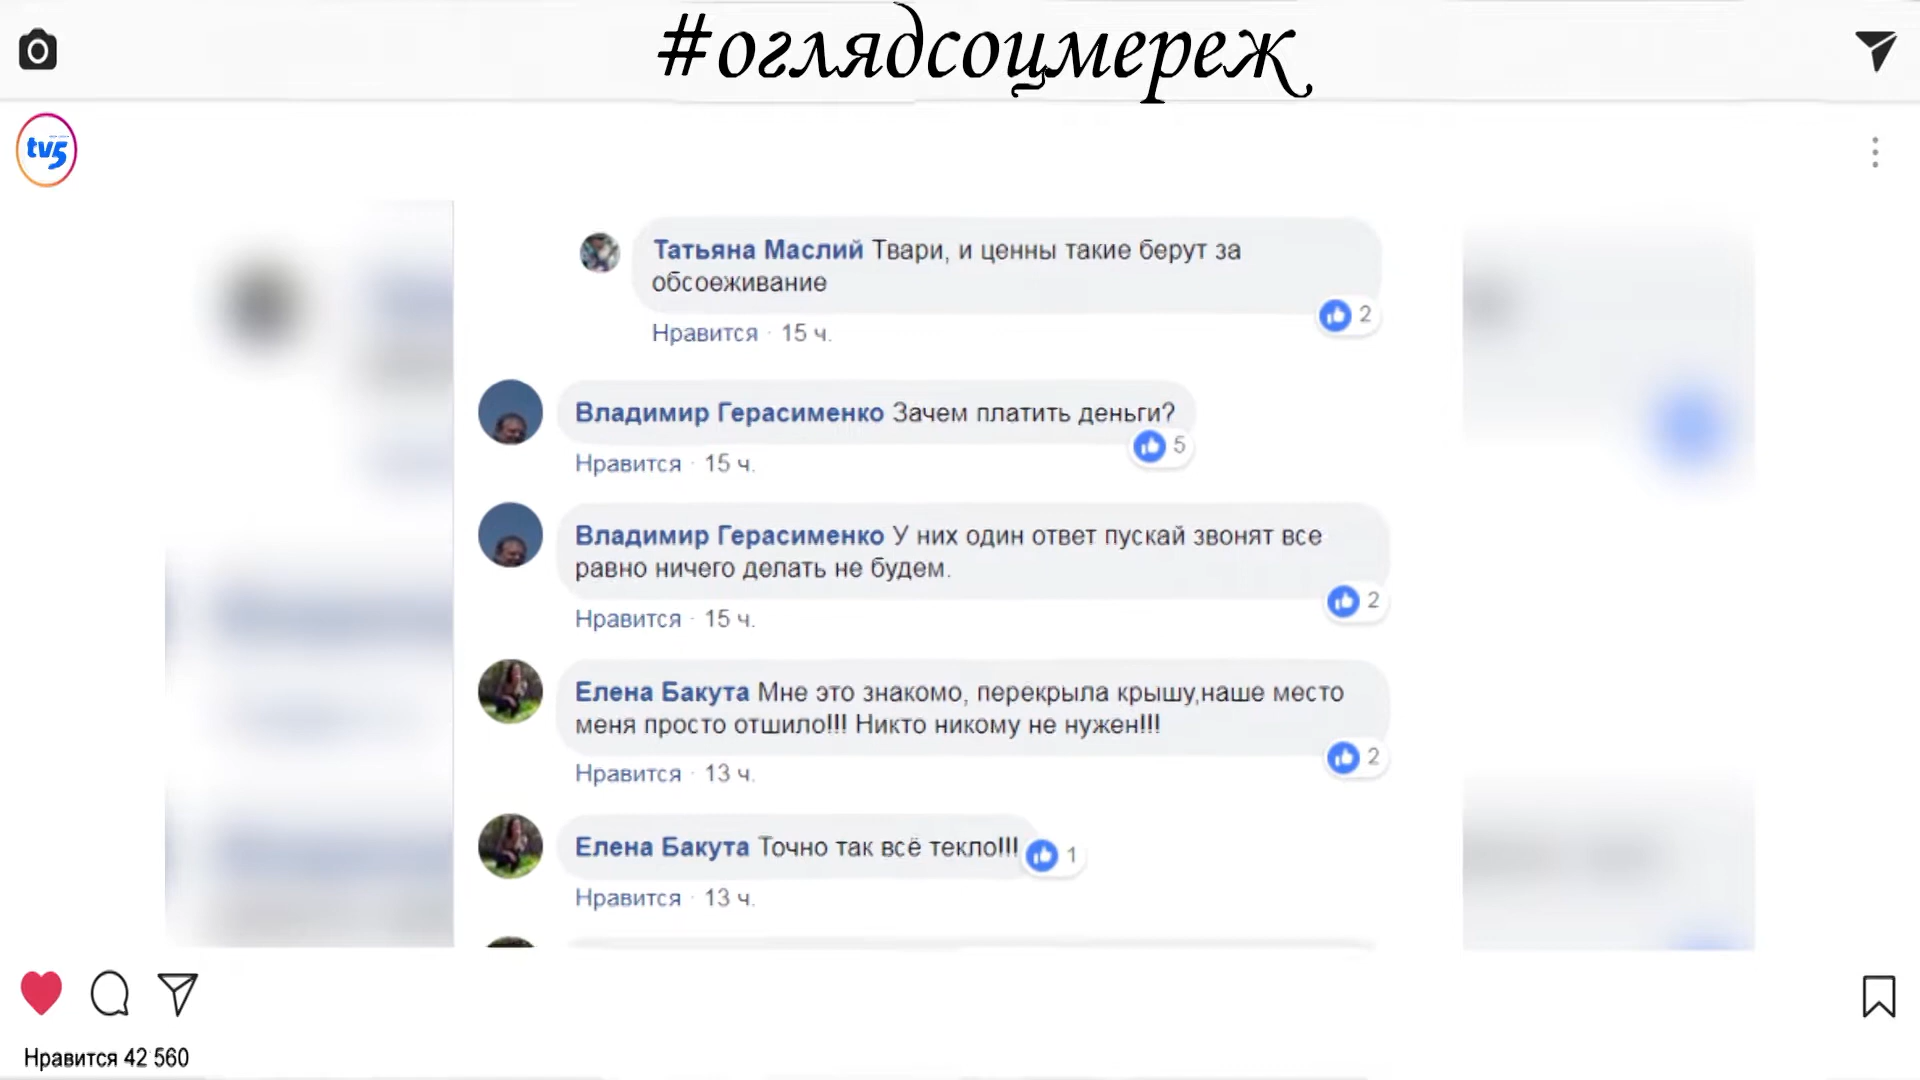 #оглядсоцмереж
tv5
Татьяна Маслий Твари, и ценны такие берут за
обсоеживание
2
Нравится · 15 ч.
Владимир Герасименко Зачем платить деньги?
5
Нравится · 15 ч.
Владимир Герасименко У них один ответ пускай звонят все
равно ничего делать не будем.
2
Нравится · 15 ч.
Елена Бакута Мне это знакомо, перекрыла крышу,наше место
меня просто отшило!!! Никто никому не нужен!!!
2
Нравится · 13 ч.
Елена Бакута Точно так всё текло!!!
1
Нравится · 13 ч.
Нравится 42 560